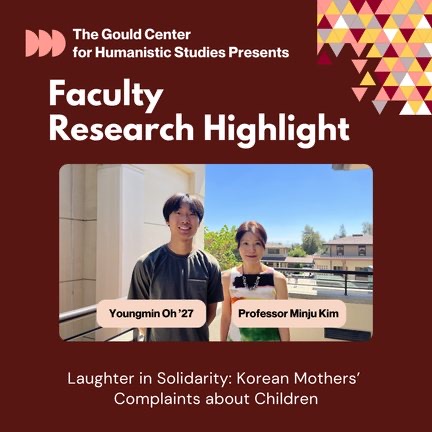 The Gould Center
for Humanistic Studies Presents
Faculty
Research Highlight
Youngmin Oh ’27
Professor Minju Kim
Laughter in Solidarity: Korean Mothers’
Complaints about Children